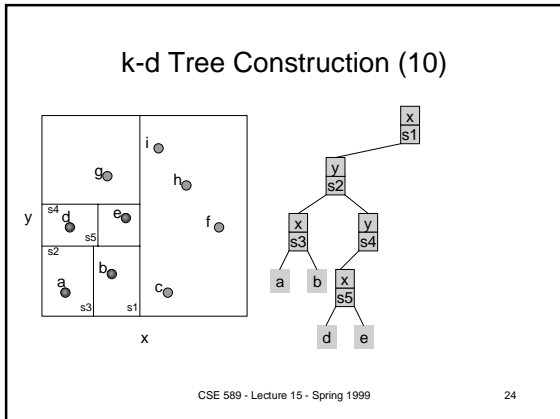 k-d Tree Construction (10)
x
s1
i
y
s2
g
h
s4
d
e
y
f
s5
s2
x
s3
y
s4
a
b
c
s3
s1
a
b
x
s5
x
d
e
CSE 589 - Lecture 15 - Spring 1999
24